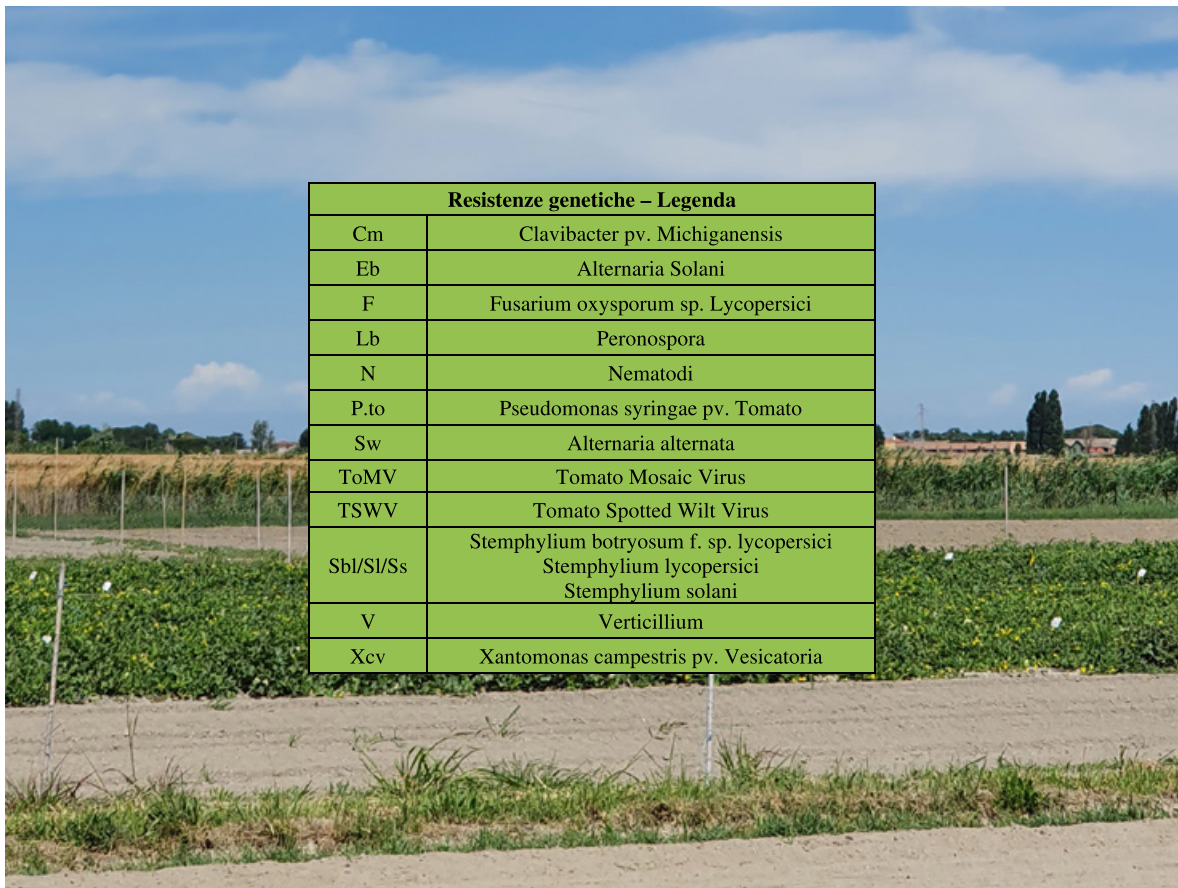 Resistenze genetiche – Legenda
Cm Clavibacter pv. Michiganensis
Eb Alternaria Solani
F Fusarium oxysporum sp. Lycopersici
Lb Peronospora
N Nematodi
P.to Pseudomonas syringae pv. Tomato
Sw Alternaria alternata
ToMV Tomato Mosaic Virus
TSWV Tomato Spotted Wilt Virus
Sbl/Sl/Ss Stemphylium botryosum f. sp. lycopersici
Stemphylium lycopersici
Stemphylium solani
V Verticillium
Xcv Xantomonas campestris pv. Vesicatoria